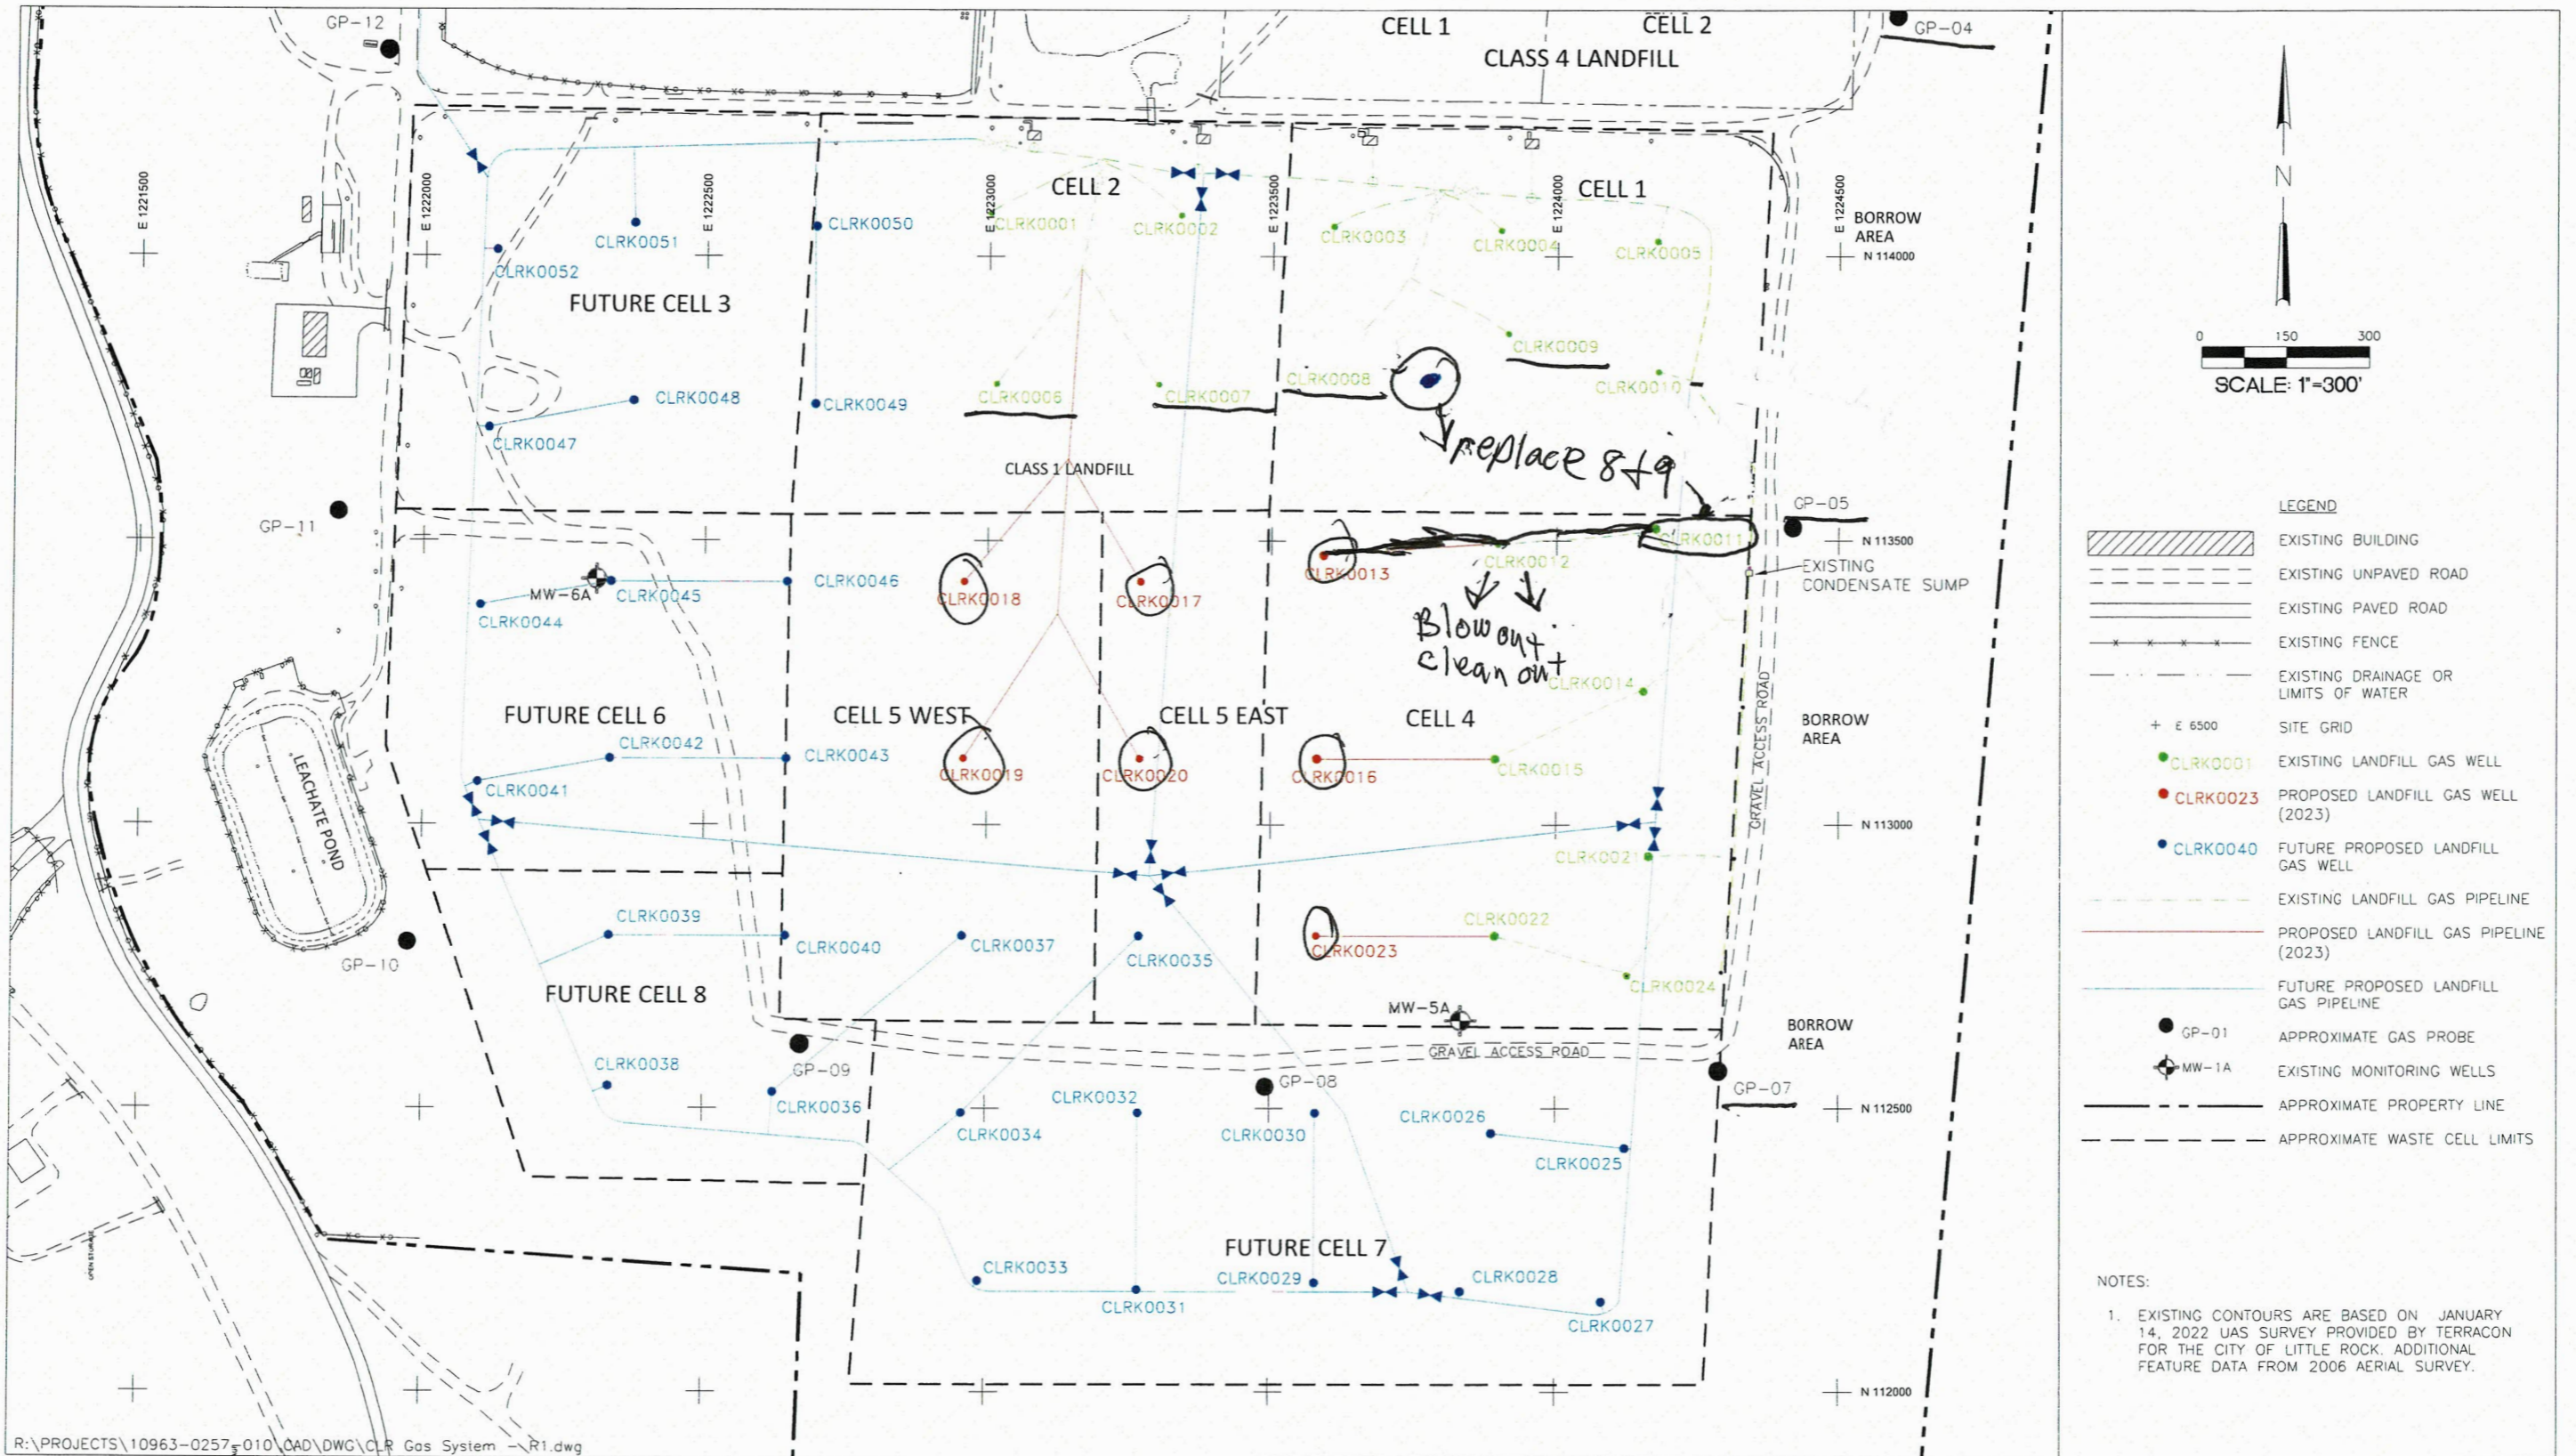 GP-12
CELL 1
CELL 2
CLASS 4 LANDFILL
GP-04
E 1221500
E 1222000
E 1222500
E 1223000
E 1223500
E 1224000
E 1224500
CELL 2
CELL 1
BORROW
AREA
N 114000
CLRK0051
CLRK0050
CLRK0001
CLRK0002
CLRK0003
CLRK0004
CLRK0005
CLRK0052
FUTURE CELL 3
CLRK0009
CLRK0048
CLRK0049
CLRK0006
CLRK0007
CLRK0008
CLRK0010
CLRK0047
replace 8+9
CLASS 1 LANDFILL
GP-11
GP-05
CLRK0011
N 113500
CLRK0012
CLRK0013
EXISTING
CONDENSATE SUMP
MW-6A
CLRK0045
CLRK0046
CLRK0018
CLRK0017
CLRK0044
Blow out
clean out
CLRK0014
FUTURE CELL 6
CELL 5 WEST
CELL 5 EAST
CELL 4
GRAVEL ACCESS ROAD
BORROW
AREA
CLRK0042
CLRK0043
CLRK0019
CLRK0020
CLRK0016
CLRK0015
CLRK0041
LEACHATE POND
N 113000
CLRK0021
CLRK0039
CLRK0040
CLRK0037
CLRK0035
CLRK0023
CLRK0022
GP-10
CLRK0024
FUTURE CELL 8
MW-5A
BORROW
AREA
GRAVEL ACCESS ROAD
CLRK0038
GP-09
GP-08
GP-07
CLRK0036
CLRK0034
CLRK0032
CLRK0030
CLRK0026
CLRK0025
N 112500
OPEN STORAGE
FUTURE CELL 7
CLRK0033
CLRK0031
CLRK0029
CLRK0028
CLRK0027
N 112000
R:\PROJECTS\10963-0257-010\CAD\DWG\CLR Gas System -R1.dwg
N
0 150 300
SCALE: 1"=300'
LEGEND
EXISTING BUILDING
EXISTING UNPAVED ROAD
EXISTING PAVED ROAD
EXISTING FENCE
EXISTING DRAINAGE OR
LIMITS OF WATER
E 6500 SITE GRID
CLRK0001 EXISTING LANDFILL GAS WELL
CLRK0023 PROPOSED LANDFILL GAS WELL
(2023)
CLRK0040 FUTURE PROPOSED LANDFILL
GAS WELL
EXISTING LANDFILL GAS PIPELINE
PROPOSED LANDFILL GAS PIPELINE
(2023)
FUTURE PROPOSED LANDFILL
GAS PIPELINE
GP-01 APPROXIMATE GAS PROBE
MW-1A EXISTING MONITORING WELLS
APPROXIMATE PROPERTY LINE
APPROXIMATE WASTE CELL LIMITS
NOTES:
1. EXISTING CONTOURS ARE BASED ON JANUARY
14, 2022 UAS SURVEY PROVIDED BY TERRACON
FOR THE CITY OF LITTLE ROCK. ADDITIONAL
FEATURE DATA FROM 2006 AERIAL SURVEY.